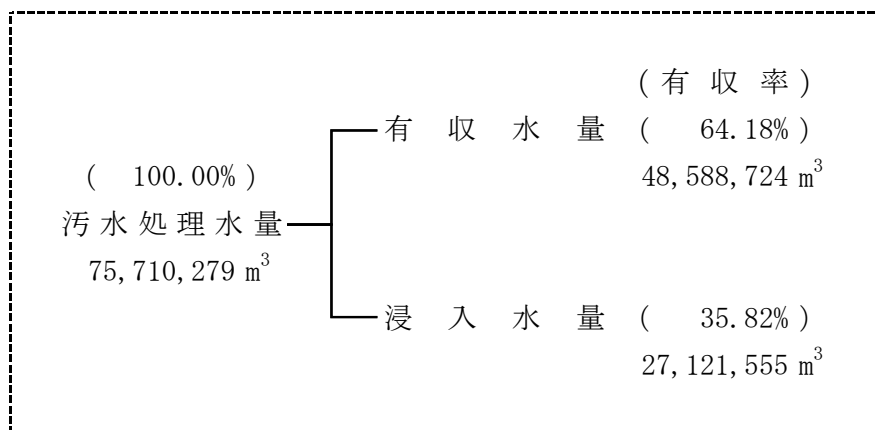 (有収率)
有収水量 ( 64.18%)
( 100.00%)
48,588,724 m³
汚水処理水量
75,710,279 m³
浸入水量 ( 35.82%)
27,121,555 m³